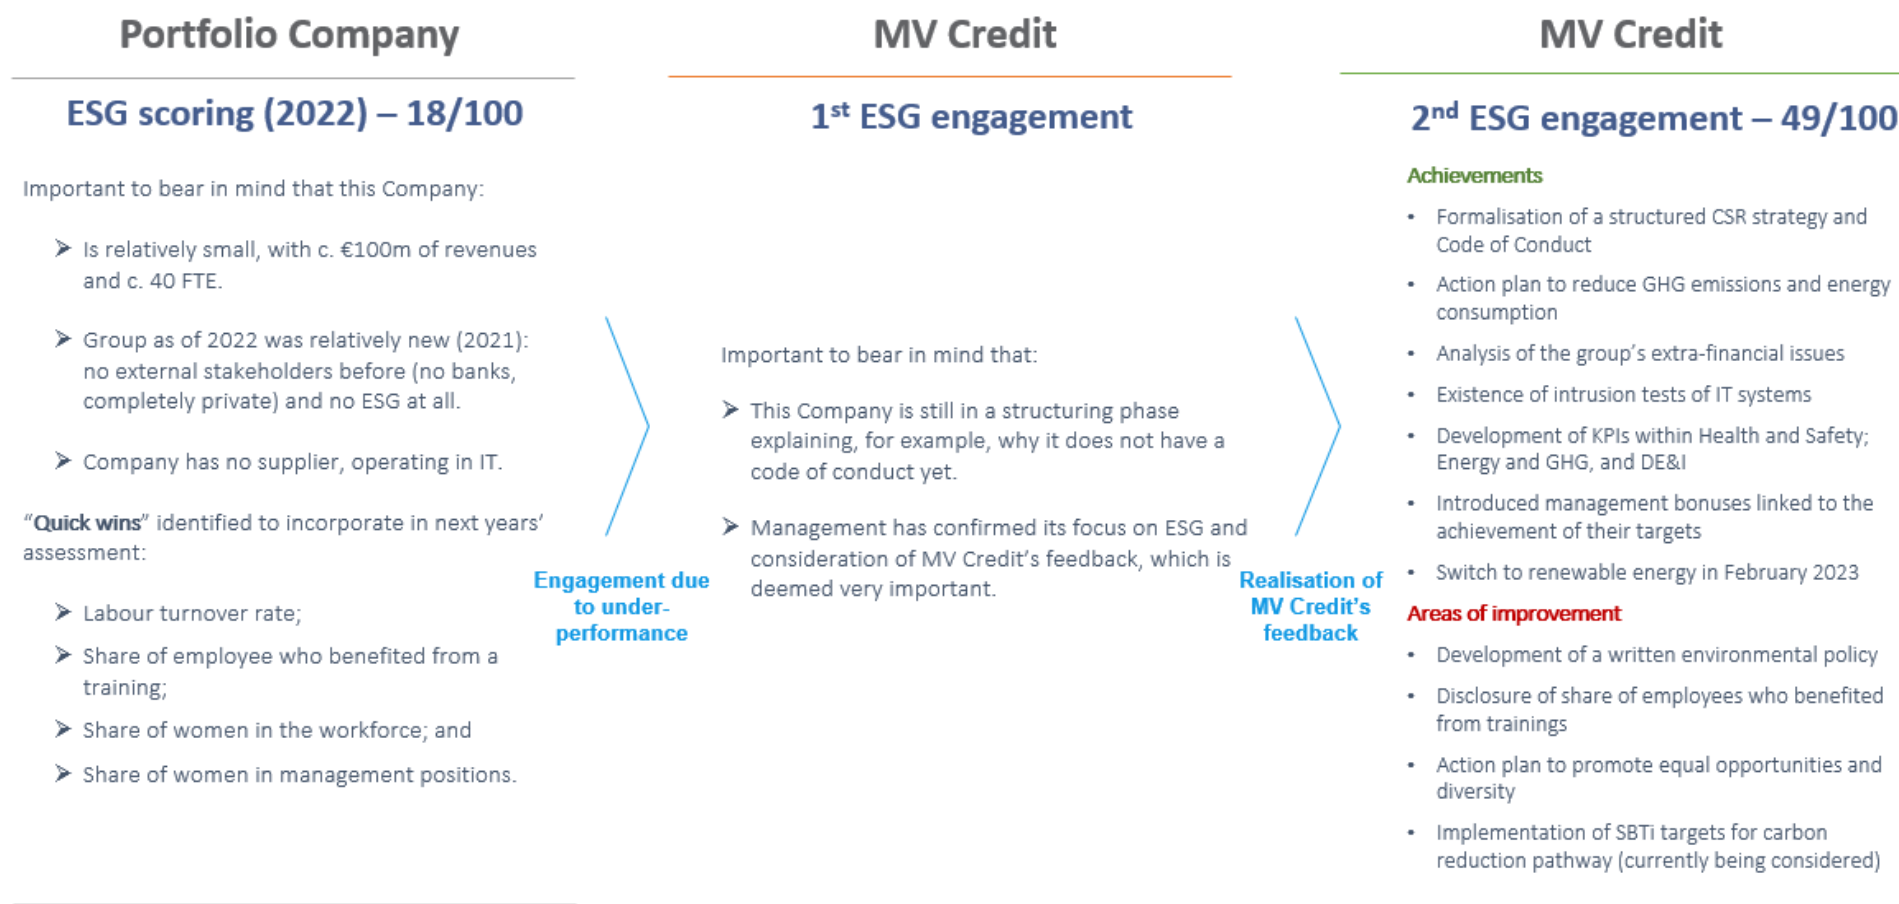 Portfolio Company
ESG scoring (2022) – 18/100
Important to bear in mind that this Company:
➤ Is relatively small, with c. €100m of revenues
and c. 40 FTE.
➤ Group as of 2022 was relatively new (2021):
no external stakeholders before (no banks,
completely private) and no ESG at all.
➤ Company has no supplier, operating in IT.
“Quick wins” identified to incorporate in next years’
assessment:
➤ Labour turnover rate;
➤ Share of employee who benefited from a
training;
➤ Share of women in the workforce; and
➤ Share of women in management positions.
Engagement due
to under-
performance
MV Credit
1st ESG engagement
Important to bear in mind that:
➤ This Company is still in a structuring phase
explaining, for example, why it does not have a
code of conduct yet.
➤ Management has confirmed its focus on ESG and
consideration of MV Credit’s feedback, which is
deemed very important.
Realisation of
MV Credit’s
feedback
MV Credit
2nd ESG engagement – 49/100
Achievements
• Formalisation of a structured CSR strategy and
Code of Conduct
• Action plan to reduce GHG emissions and energy
consumption
• Analysis of the group’s extra-financial issues
• Existence of intrusion tests of IT systems
• Development of KPIs within Health and Safety;
Energy and GHG, and DE&I
• Introduced management bonuses linked to the
achievement of their targets
• Switch to renewable energy in February 2023
Areas of improvement
• Development of a written environmental policy
• Disclosure of share of employees who benefited
from trainings
• Action plan to promote equal opportunities and
diversity
• Implementation of SBTi targets for carbon
reduction pathway (currently being considered)